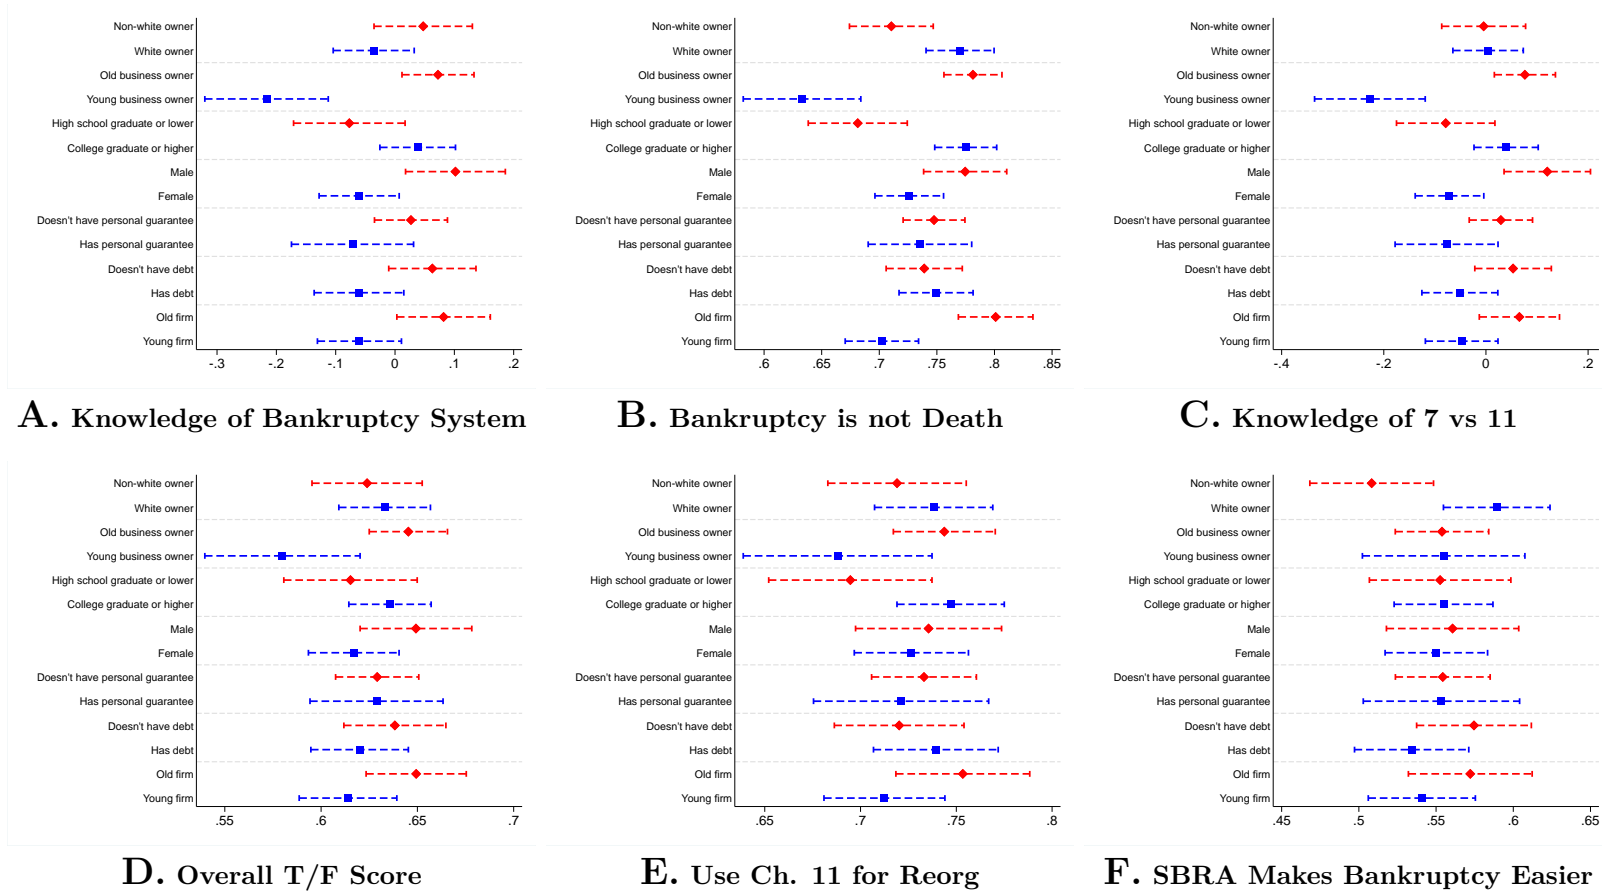 Non-white owner
White owner
Old business owner
Young business owner
High school graduate or lower
College graduate or higher
Male
Female
Doesn't have personal guarantee
Has personal guarantee
Doesn't have debt
Has debt
Old firm
Young firm
-.3 -.2 -.1 0 .1 .2
A. Knowledge of Bankruptcy System
Non-white owner
White owner
Old business owner
Young business owner
High school graduate or lower
College graduate or higher
Male
Female
Doesn't have personal guarantee
Has personal guarantee
Doesn't have debt
Has debt
Old firm
Young firm
.6 .65 .7 .75 .8 .85
B. Bankruptcy is not Death
Non-white owner
White owner
Old business owner
Young business owner
High school graduate or lower
College graduate or higher
Male
Female
Doesn't have personal guarantee
Has personal guarantee
Doesn't have debt
Has debt
Old firm
Young firm
-.4 -.2 0 .2
C. Knowledge of 7 vs 11
Non-white owner
White owner
Old business owner
Young business owner
High school graduate or lower
College graduate or higher
Male
Female
Doesn't have personal guarantee
Has personal guarantee
Doesn't have debt
Has debt
Old firm
Young firm
.55 .6 .65 .7
D. Overall T/F Score
Non-white owner
White owner
Old business owner
Young business owner
High school graduate or lower
College graduate or higher
Male
Female
Doesn't have personal guarantee
Has personal guarantee
Doesn't have debt
Has debt
Old firm
Young firm
.65 .7 .75 .8
E. Use Ch. 11 for Reorg
Non-white owner
White owner
Old business owner
Young business owner
High school graduate or lower
College graduate or higher
Male
Female
Doesn't have personal guarantee
Has personal guarantee
Doesn't have debt
Has debt
Old firm
Young firm
.45 .5 .55 .6 .65
F. SBRA Makes Bankruptcy Easier